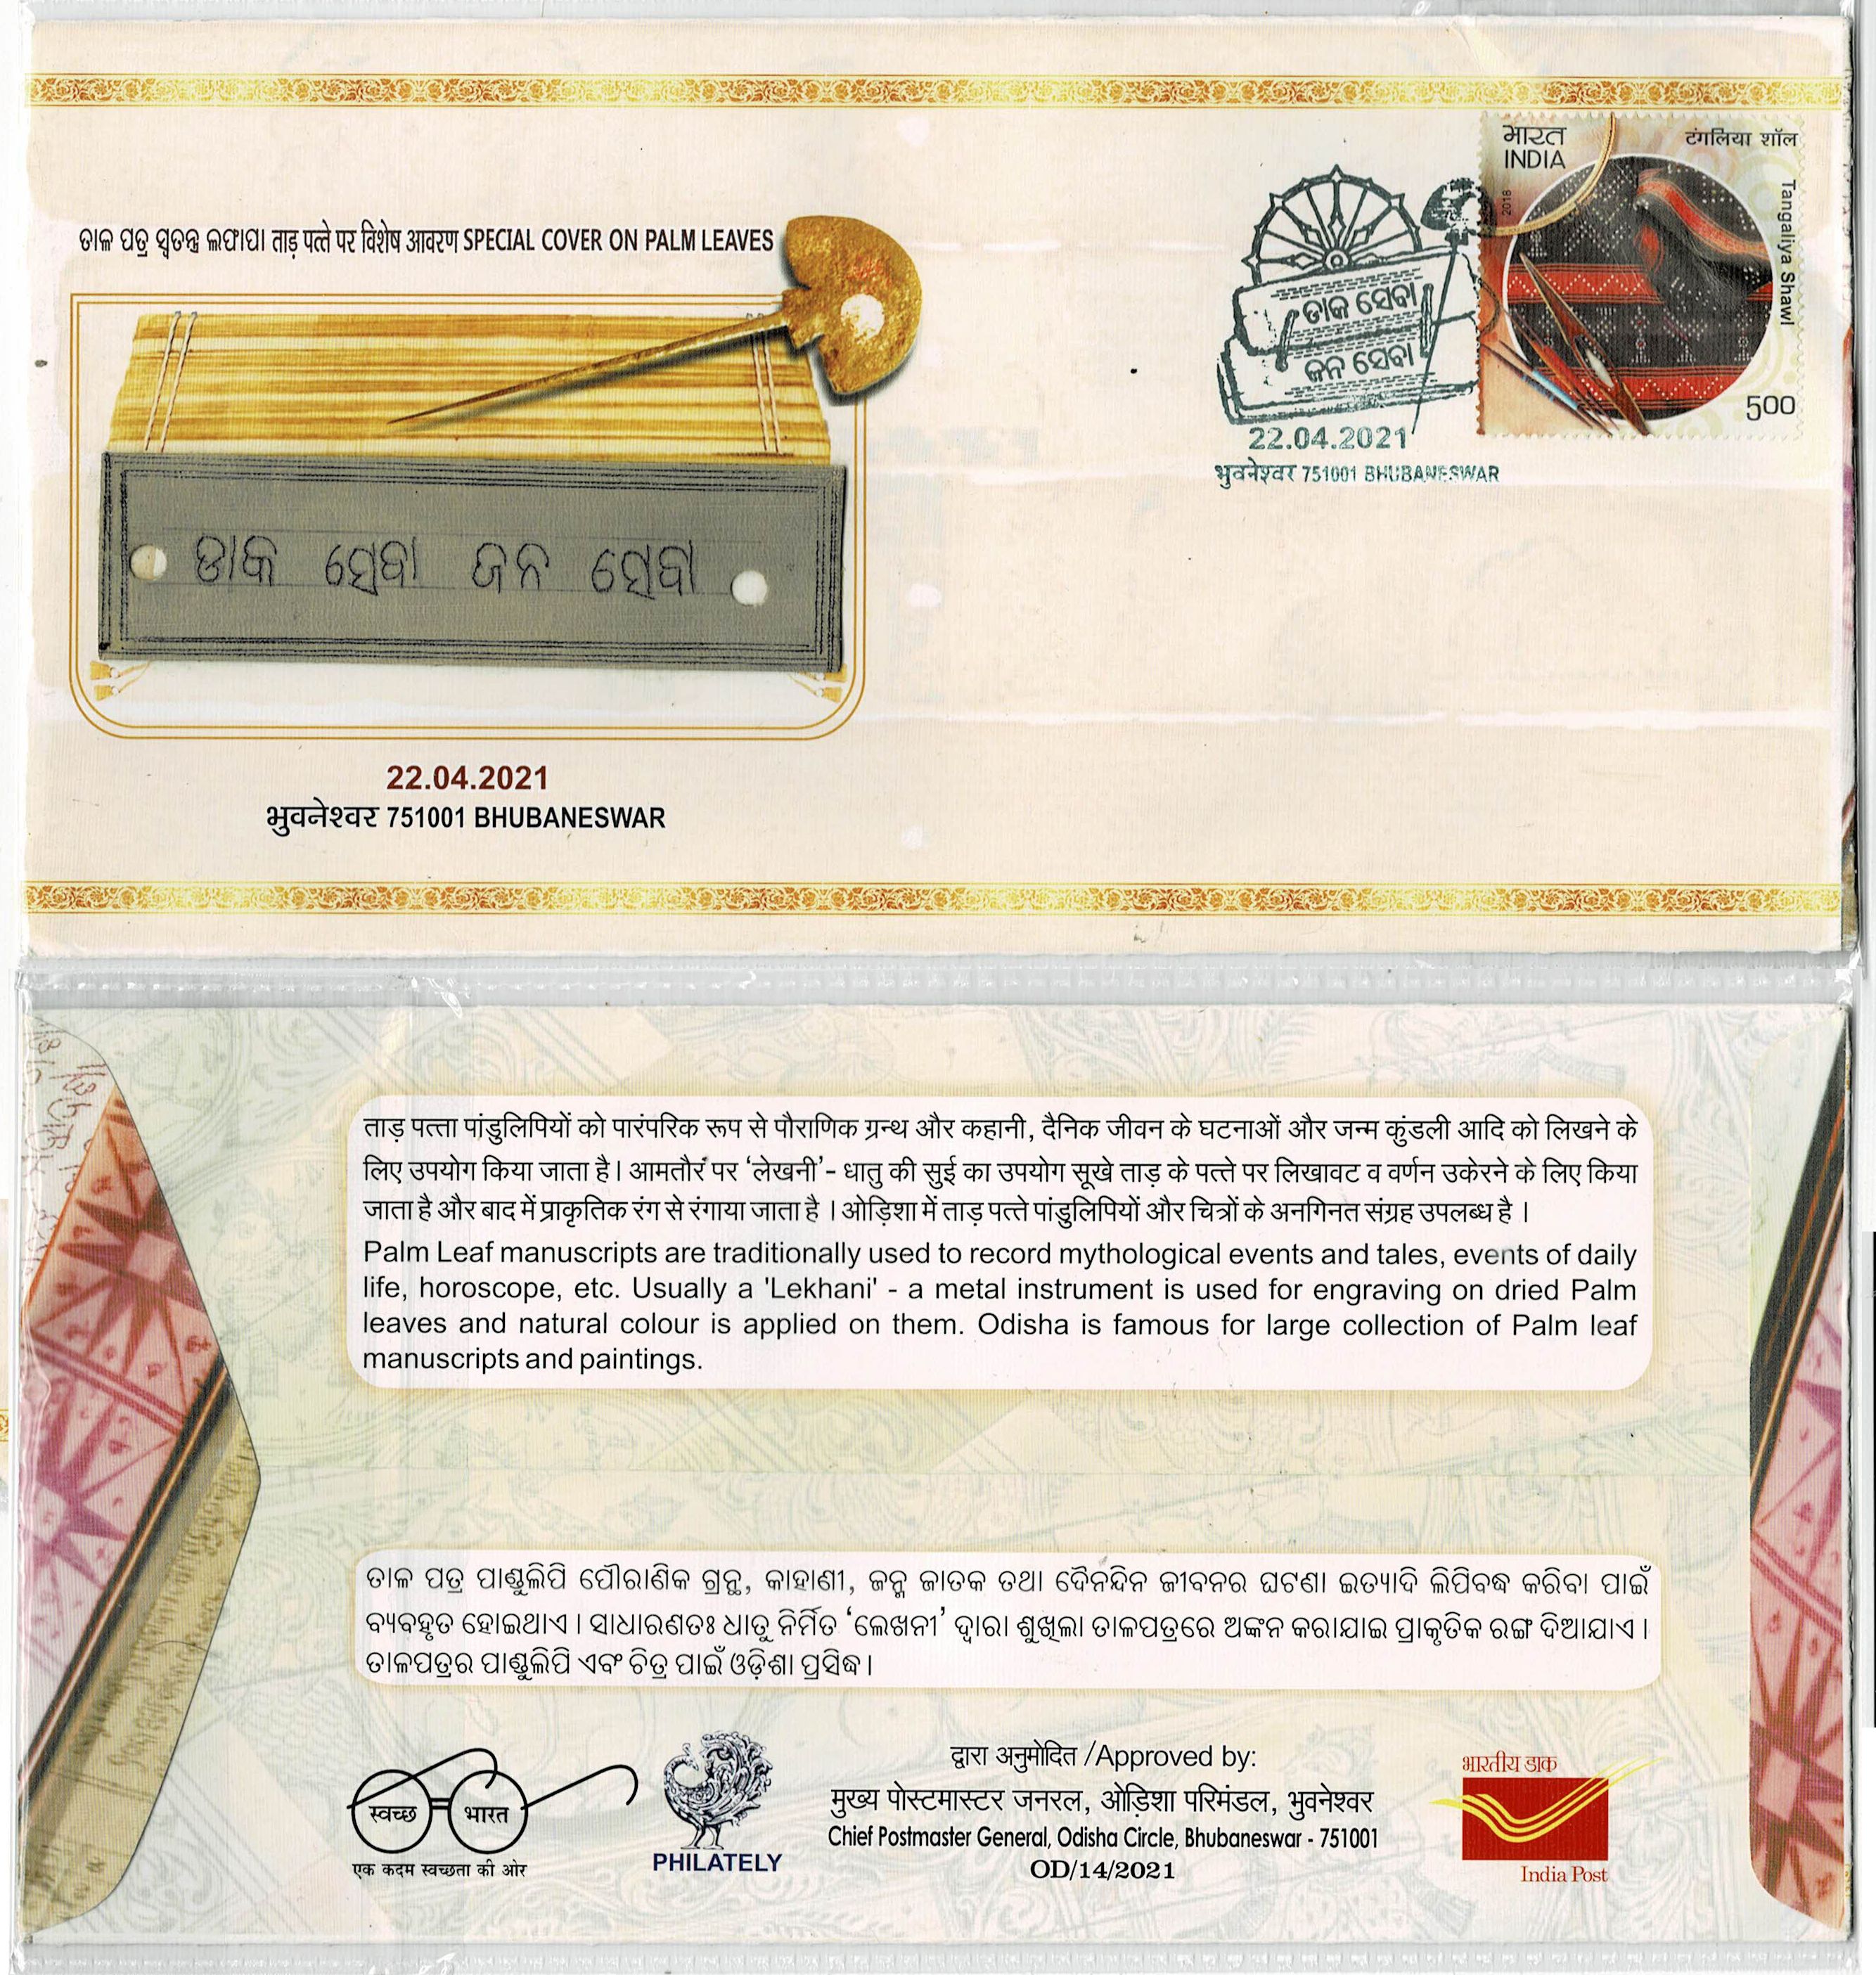 ତାଳ ପତ୍ର ସ୍ୱତନ୍ତ୍ର ଲଫାପା ताड़ पत्ते पर विशेष आवरण SPECIAL COVER ON PALM LEAVES
ଡାକ ସେବା ଜନ ସେବା
22.04.2021
भुवनेश्वर 751001 BHUBANESWAR
ଡାକ ସେବା
ଜନ ସେବା
22.04.2021
भुवनेश्वर 751001 BHUBANESWAR
भारत
INDIA
टंगलिया शॉल
2018
Tangaliya Shawl
500
ताड़ पत्ता पांडुलिपियों को पारंपरिक रूप से पौराणिक ग्रन्थ और कहानी, दैनिक जीवन के घटनाओं और जन्म कुंडली आदि को लिखने के
लिए उपयोग किया जाता है। आमतौर पर ‘लेखनी’- धातु की सुई का उपयोग सूखे ताड़ के पत्ते पर लिखावट व वर्णन उकेरने के लिए किया
जाता है और बाद में प्राकृतिक रंग से रंगाया जाता है । ओड़िशा में ताड़ पत्ते पांडुलिपियों और चित्रों के अनगिनत संग्रह उपलब्ध है ।
Palm Leaf manuscripts are traditionally used to record mythological events and tales, events of daily
life, horoscope, etc. Usually a 'Lekhani' - a metal instrument is used for engraving on dried Palm
leaves and natural colour is applied on them. Odisha is famous for large collection of Palm leaf
manuscripts and paintings.
ତାଳ ପତ୍ର ପାଣ୍ଡୁଲିପି ପୌରାଣିକ ଗ୍ରନ୍ଥ, କାହାଣୀ, ଜନ୍ମ ଜାତକ ତଥା ଦୈନନ୍ଦିନ ଜୀବନର ଘଟଣା ଇତ୍ୟାଦି ଲିପିବଦ୍ଧ କରିବା ପାଇଁ
ବ୍ୟବହୃତ ହୋଇଥାଏ । ସାଧାରଣତଃ ଧାତୁ ନିର୍ମିତ ‘ଲେଖନୀ’ ଦ୍ୱାରା ଶୁଖିଲା ତାଳପତ୍ରରେ ଅଙ୍କନ କରାଯାଇ ପ୍ରାକୃତିକ ରଙ୍ଗ ଦିଆଯାଏ ।
ତାଳପତ୍ରର ପାଣ୍ଡୁଲିପି ଏବଂ ଚିତ୍ର ପାଇଁ ଓଡ଼ିଶା ପ୍ରସିଦ୍ଧ ।
स्वच्छ भारत
एक कदम स्वच्छता की ओर
PHILATELY
द्वारा अनुमोदित /Approved by:
मुख्य पोस्टमास्टर जनरल, ओड़िशा परिमंडल, भुवनेश्वर
Chief Postmaster General, Odisha Circle, Bhubaneswar - 751001
OD/14/2021
भारतीय डाक
India Post